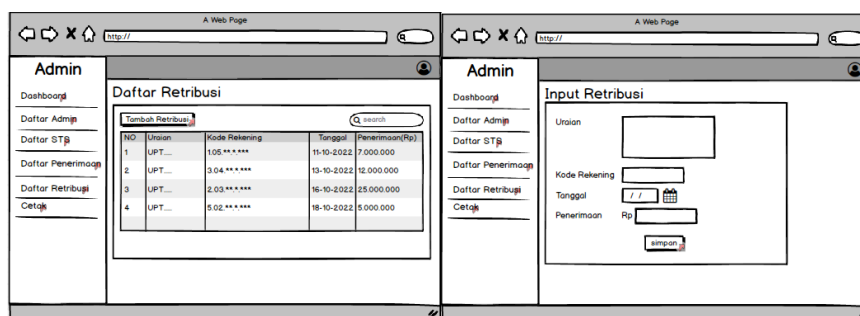 A Web Page
http://
Admin
Dashboard
Daftar Admin
Daftar STS
Daftar Penerimaan
Daftar Retribusi
Cetak
Daftar Retribusi
Tambah Retribusi
search
NO Uraian Kode Rekening Tanggal Penerimaan(Rp)
1 UPT.... 1.05.**.*.*** 11-10-2022 7.000.000
2 UPT.... 3.04.**.*.*** 13-10-2022 12.000.000
3 UPT.... 2.03.**.*.*** 16-10-2022 25.000.000
4 UPT.... 5.02.**.*.*** 18-10-2022 5.000.000
A Web Page
http://
Admin
Dashboard
Daftar Admin
Daftar STS
Daftar Penerimaan
Daftar Retribusi
Cetak
Input Retribusi
Uraian
Kode Rekening
Tanggal / /
Penerimaan Rp
simpan